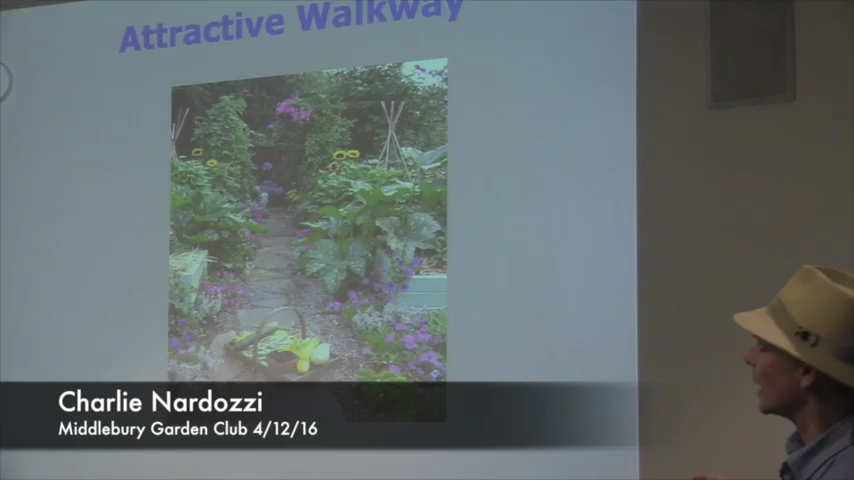 Attractive Walkway
Charlie Nardozzi
Middlebury Garden Club 4/12/16